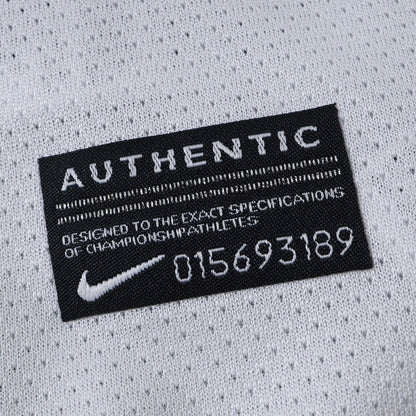 AUTHENTIC
DESIGNED TO THE EXACT SPECIFICATIONS
OF CHAMPIONSHIP ATHLETES
015693189